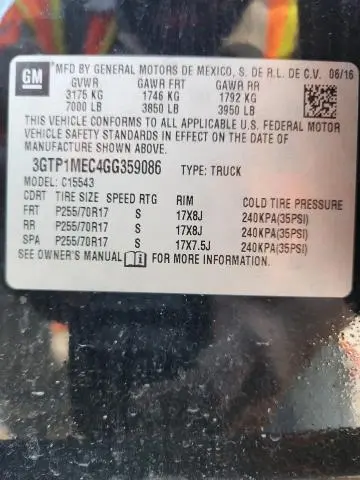 GM MFD BY GENERAL MOTORS DE MEXICO, S. DE R.L. DE C.V. 06/16
GVWR GAWR FRT GAWR RR
3175 KG 1746 KG 1792 KG
7000 LB 3850 LB 3950 LB
THIS VEHICLE CONFORMS TO ALL APPLICABLE U.S. FEDERAL MOTOR
VEHICLE SAFETY STANDARDS IN EFFECT ON THE DATE OF
MANUFACTURE SHOWN ABOVE.
3GTP1MEC4GG359086 TYPE: TRUCK
MODEL: C15543
CDRT TIRE SIZE SPEED RTG RIM COLD TIRE PRESSURE
FRT P255/70R17 S 17X8J 240KPA(35PSI)
RR P255/70R17 S 17X8J 240KPA(35PSI)
SPA P255/70R17 S 17X7.5J 240KPA(35PSI)
SEE OWNER'S MANUAL FOR MORE INFORMATION.